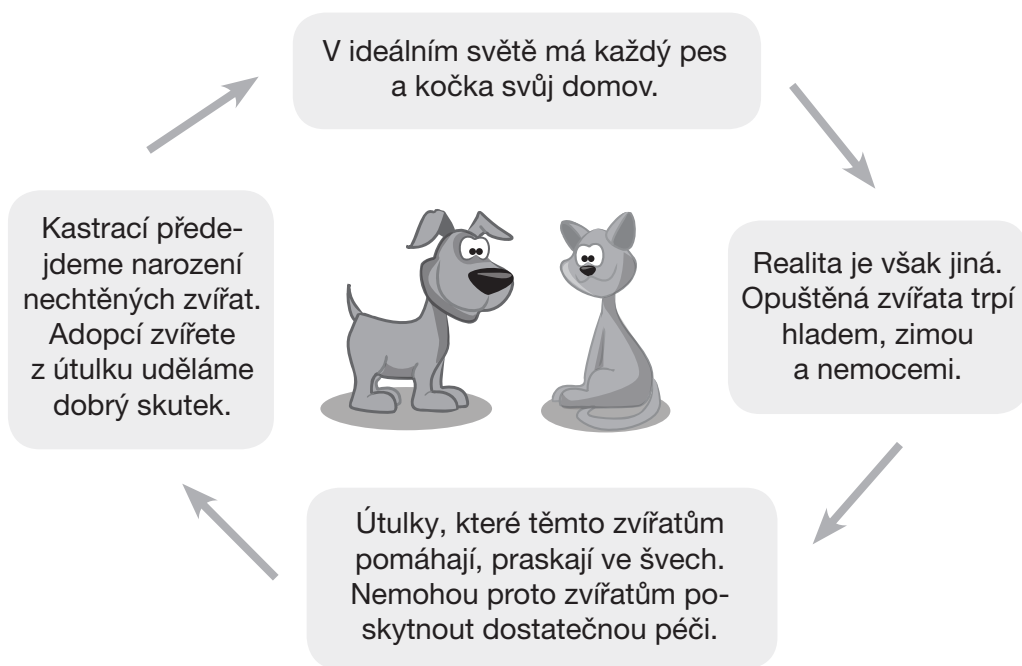 V ideálním světě má každý pes
a kočka svůj domov.
Realita je však jiná.
Opuštěná zvířata trpí
hladem, zimou
a nemocemi.
Útulky, které těmto zvířatům
pomáhají, praskají ve švech.
Nemohou proto zvířatům po-
skytnout dostatečnou péči.
Kastrací přede-
jdeme narození
nechtěných zvířat.
Adopcí zvířete
z útulku uděláme
dobrý skutek.